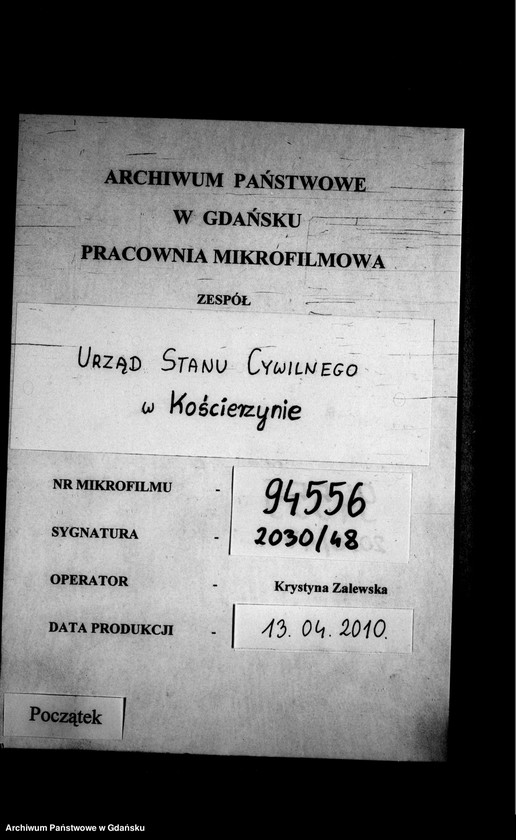 ARCHIWUM PAŃSTWOWE
W GDAŃSKU
PRACOWNIA MIKROFILMOWA
ZESPÓŁ
URZĄD STANU CYWILNEGO
w Kościerzynie
NR MIKROFILMU - 94556
SYGNATURA - 2030/48
OPERATOR - Krystyna Zalewska
DATA PRODUKCJI - 13. 04. 2010.
Początek
Archiwum Państwowe w Gdańsku